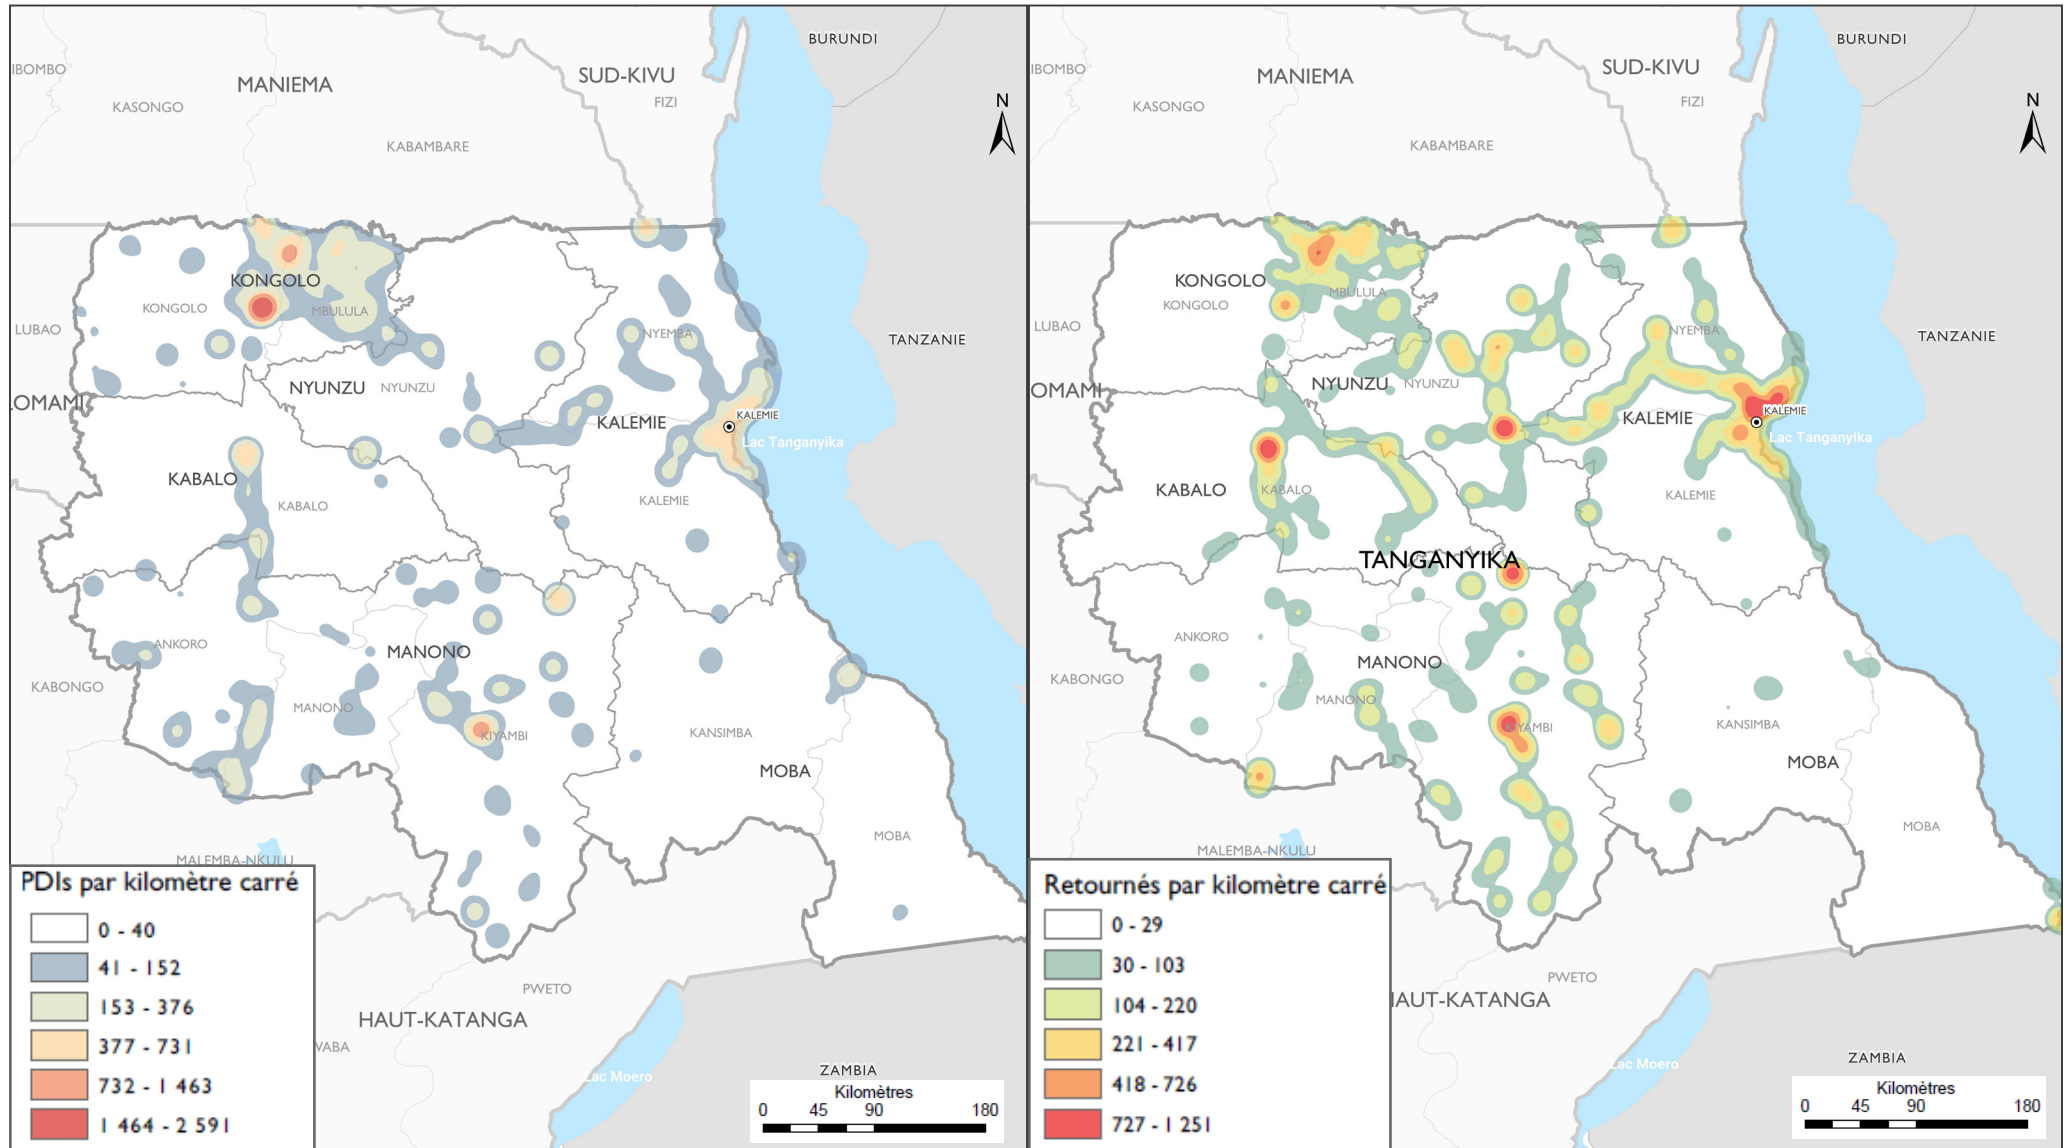 BURUNDI
SUD-KIVU
IBOMBO
MANIEMA
FIZI
KASONGO
N
KABAMBARE
KONGOLO
KONGOLO
MBULULA
LUBAO
NYEMBA
TANZANIE
NYUNZU
NYUNZU
LOMAMI
KALEMIE
KALEMIE
Lac Tanganyika
KABALO
KABALO
KALEMIE
ANKORO
MANONO
KABONGO
MANONO
KIYAMBI
KANSIMBA
MOBA
MOBA
MALEMBA-NKULU
PWETO
HAUT-KATANGA
Lac Moero
ZAMBIA
PDIs par kilomètre carré
0 - 40
41 - 152
153 - 376
377 - 731
732 - 1 463
1 464 - 2 591
Kilomètres
0 45 90 180
BURUNDI
SUD-KIVU
IBOMBO
MANIEMA
FIZI
KASONGO
N
KABAMBARE
KONGOLO
MBULULA
KONGOLO
LUBAO
NYEMBA
TANZANIE
NYUNZU
NYUNZU
OMAMI
KALEMIE
KALEMIE
Lac Tanganyika
KABALO
KABALO
KALEMIE
TANGANYIKA
ANKORO
MANONO
KABONGO
MANONO
KIYAMBI
KANSIMBA
MOBA
MOBA
MALEMBA-NKULU
PWETO
HAUT-KATANGA
Lac Moero
ZAMBIA
Retournés par kilomètre carré
0 - 29
30 - 103
104 - 220
221 - 417
418 - 726
727 - 1 251
Kilomètres
0 45 90 180